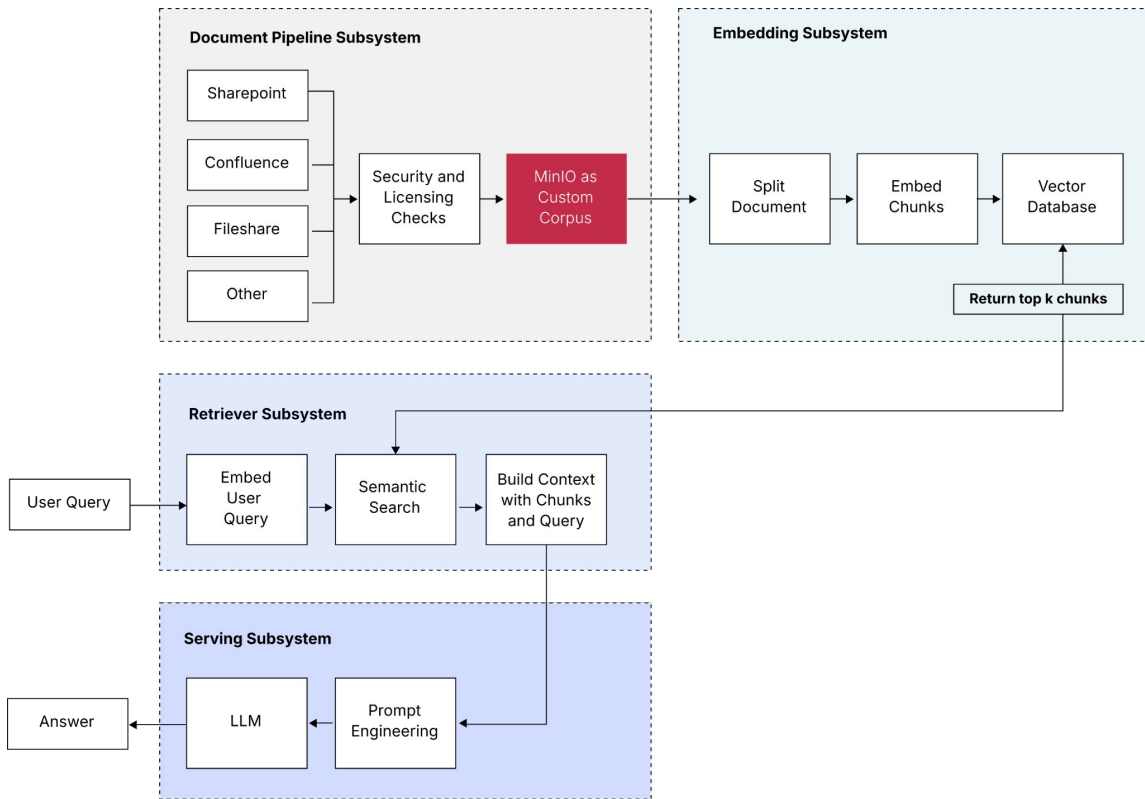 Document Pipeline Subsystem
Sharepoint
Confluence
Fileshare
Other
Security and
Licensing
Checks
MinIO as
Custom
Corpus
Embedding Subsystem
Split
Document
Embed
Chunks
Vector
Database
Return top k chunks
Retriever Subsystem
User Query
Embed
User
Query
Semantic
Search
Build Context
with Chunks
and Query
Serving Subsystem
Answer
LLM
Prompt
Engineering